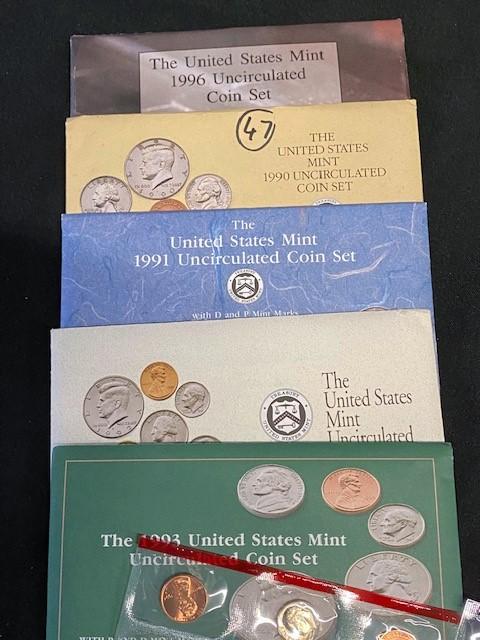 The United States Mint
1996 Uncirculated
Coin Set
47
THE
UNITED STATES
MINT
1990 UNCIRCULATED
COIN SET
The
United States Mint
1991 Uncirculated Coin Set
with D and P Mint Marks
The
United States
Mint
Uncirculated
The 1993 United States Mint
Uncirculated Coin Set
LIBERTY